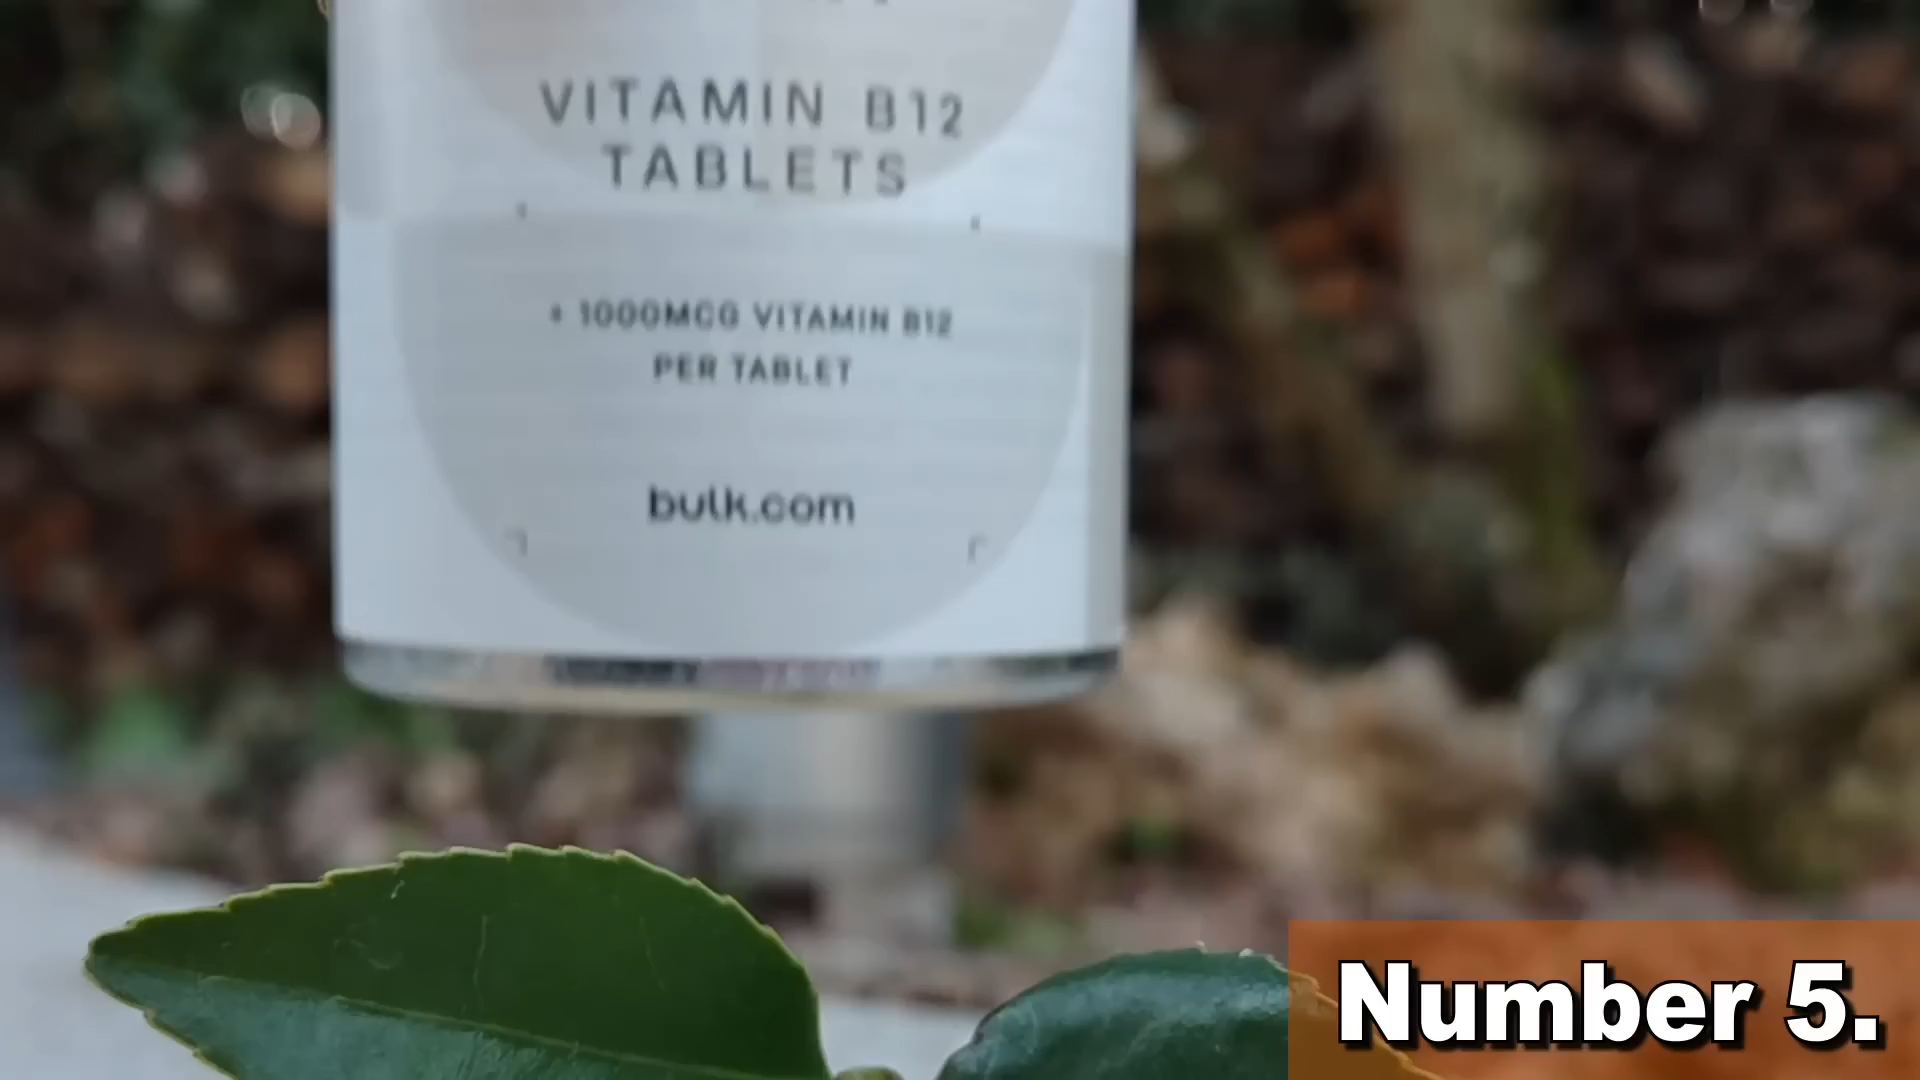 VITAMIN B12
TABLETS
• 1000MCG VITAMIN B12
PER TABLET
bulk.com
Number 5.